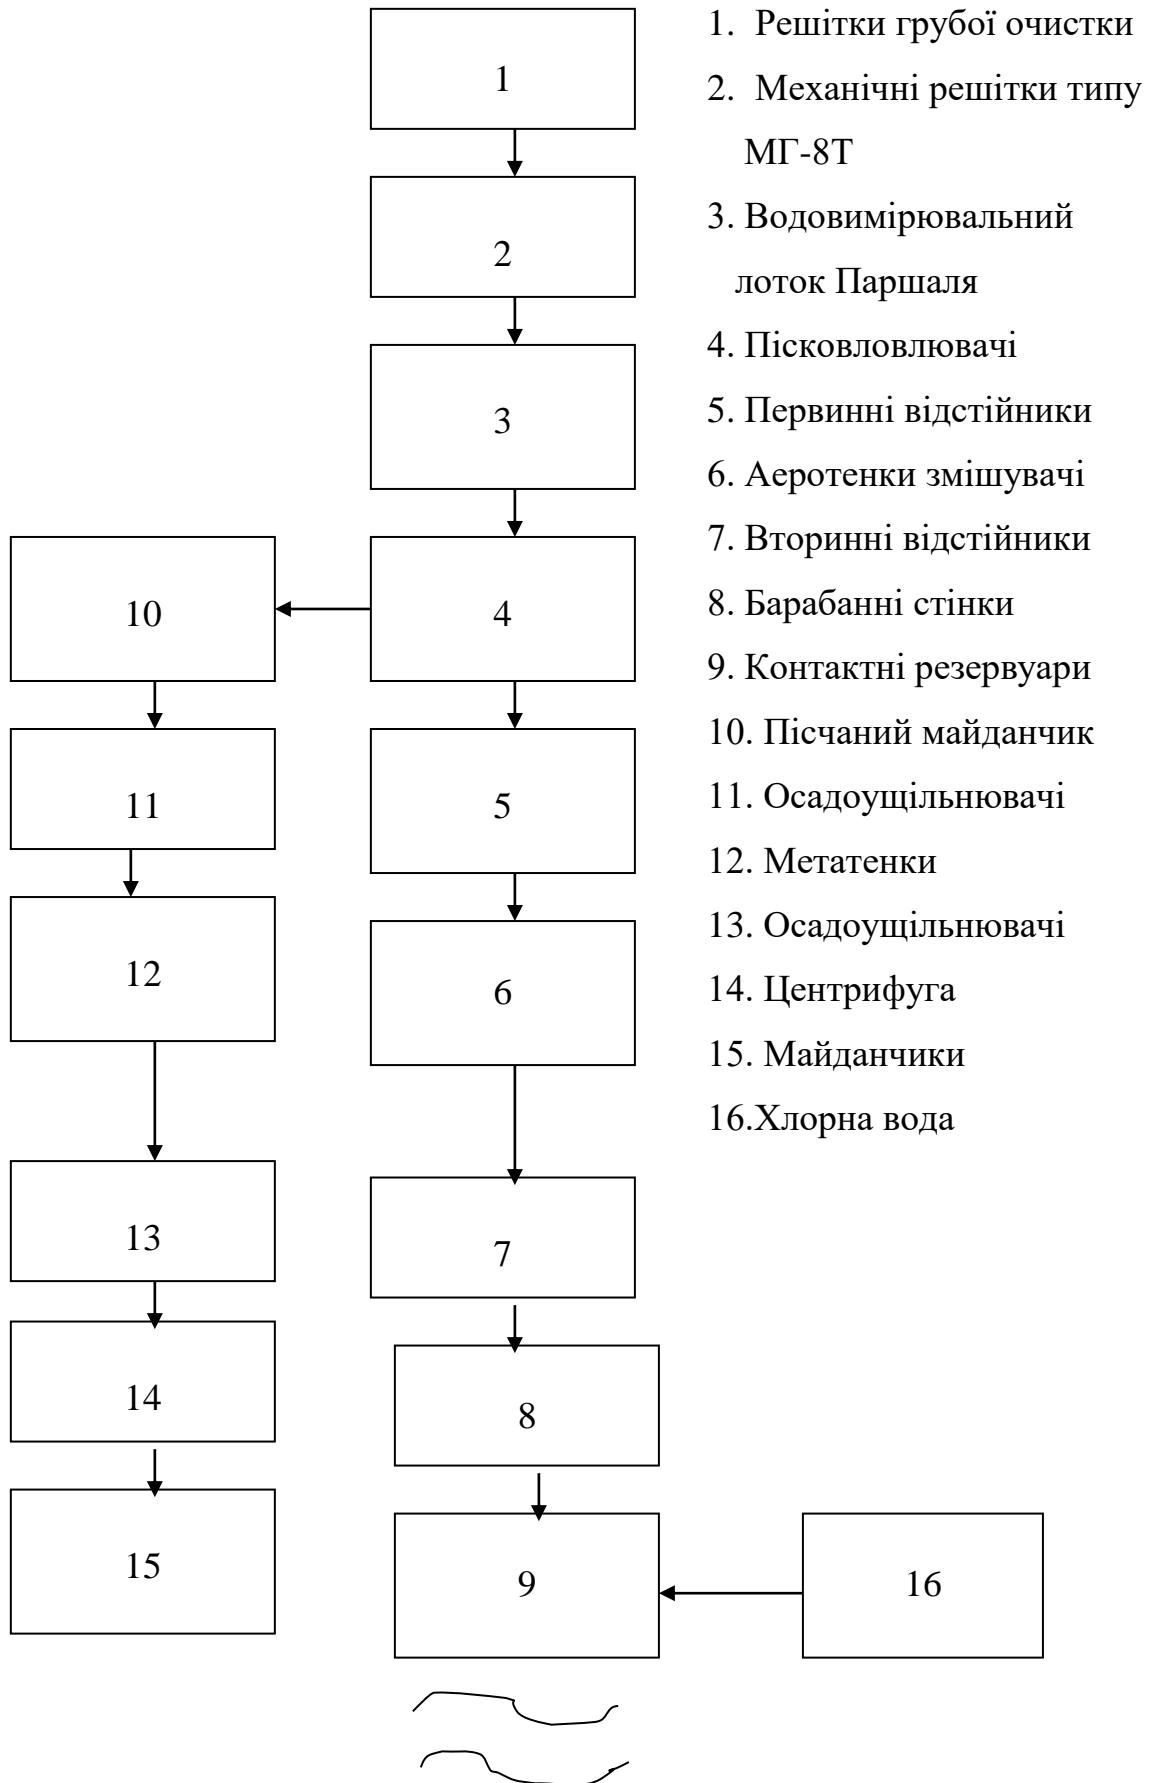 1. Решітки грубої очистки
2. Механічні решітки типу
МГ-8Т
3. Водовимірювальний
лоток Паршаля
4. Пісковловлювачі
5. Первинні відстійники
6. Аеротенки змішувачі
7. Вторинні відстійники
8. Барабанні стінки
9. Контактні резервуари
10. Пісчаний майданчик
11. Осадоущільнювачі
12. Метатенки
13. Осадоущільнювачі
14. Центрифуга
15. Майданчики
16.Хлорна вода
1
2
3
10
4
11
5
12
6
13
7
14
8
15
9
16